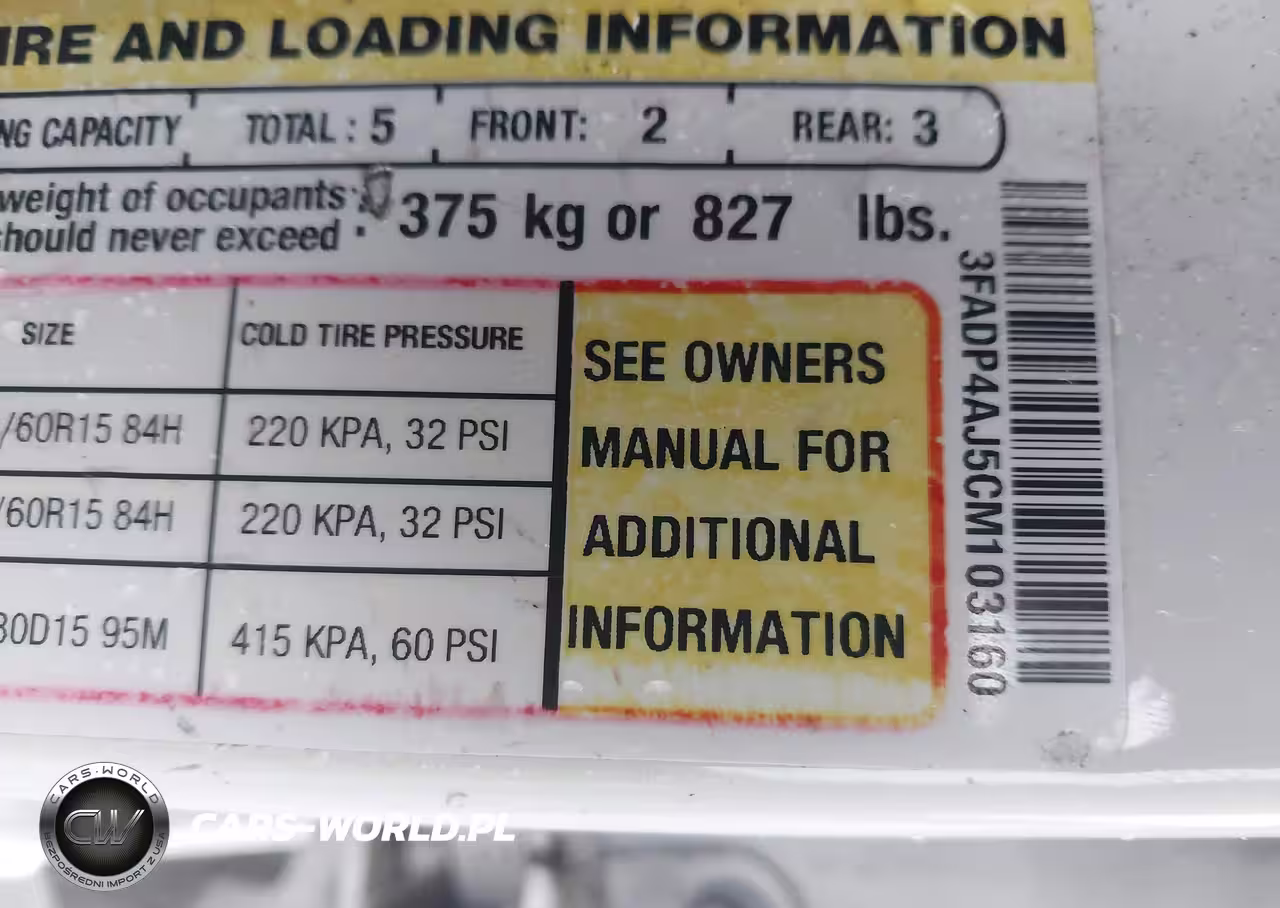 IRE AND LOADING INFORMATION
NG CAPACITY TOTAL : 5 FRONT: 2 REAR: 3
weight of occupants :
should never exceed . 375 kg or 827 lbs.
SIZE COLD TIRE PRESSURE
/60R15 84H 220 KPA, 32 PSI
/60R15 84H 220 KPA, 32 PSI
80D15 95M 415 KPA, 60 PSI
SEE OWNERS
MANUAL FOR
ADDITIONAL
INFORMATION
3FADP4AJ5CM103160
CARS-WORLD
CW
BEZPOŚREDNI IMPORT Z USA
CARS-WORLD.PL